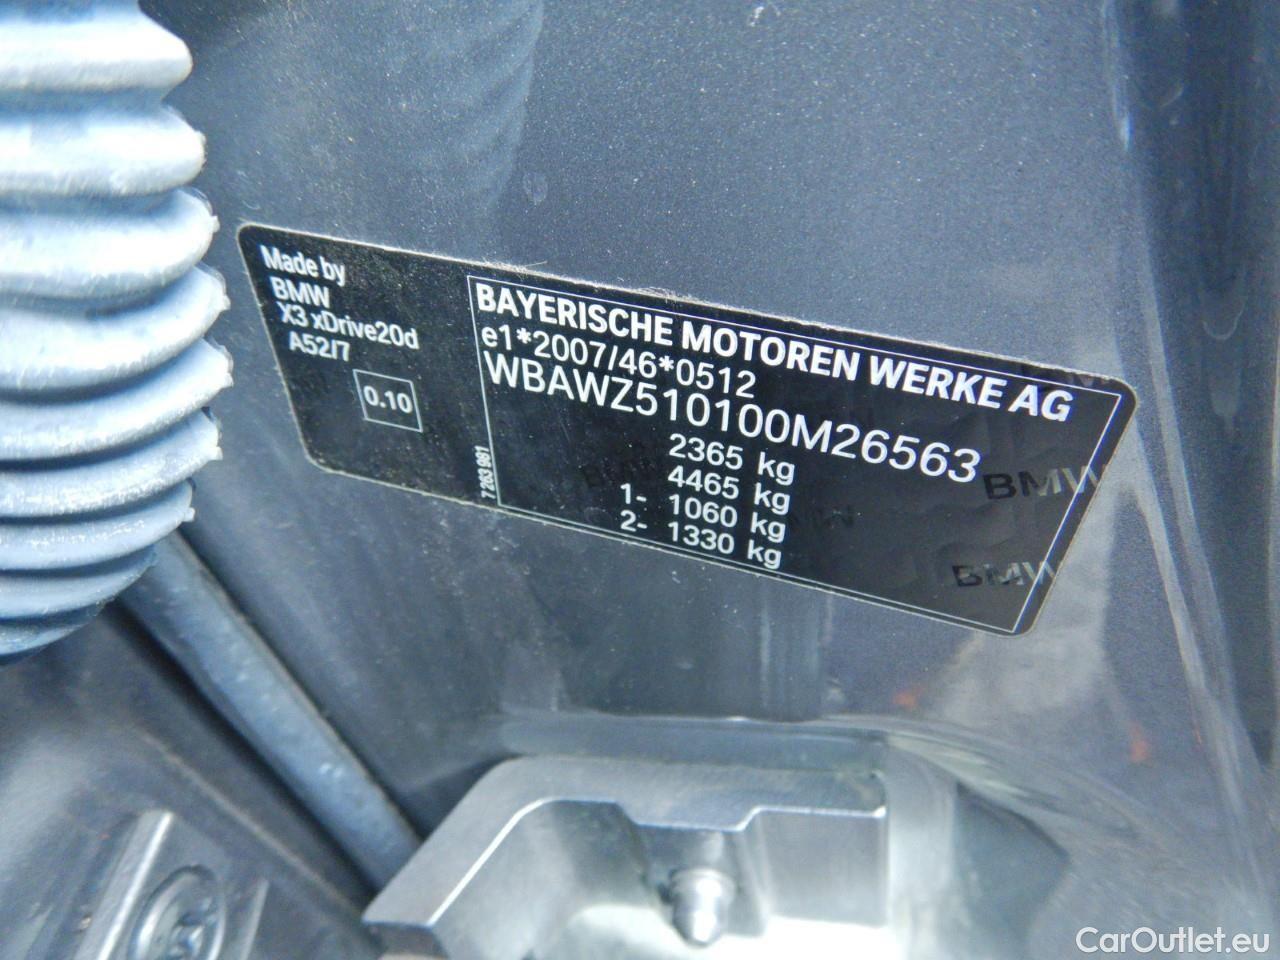 Made by
BMW
X3 xDrive20d
A52/7
0.10
7 263 981
BAYERISCHE MOTOREN WERKE AG
e1*2007/46*0512
WBAWZ510100M26563
2365 kg
4465 kg
1- 1060 kg
2- 1330 kg
BMW
BMW
CarOutlet.eu